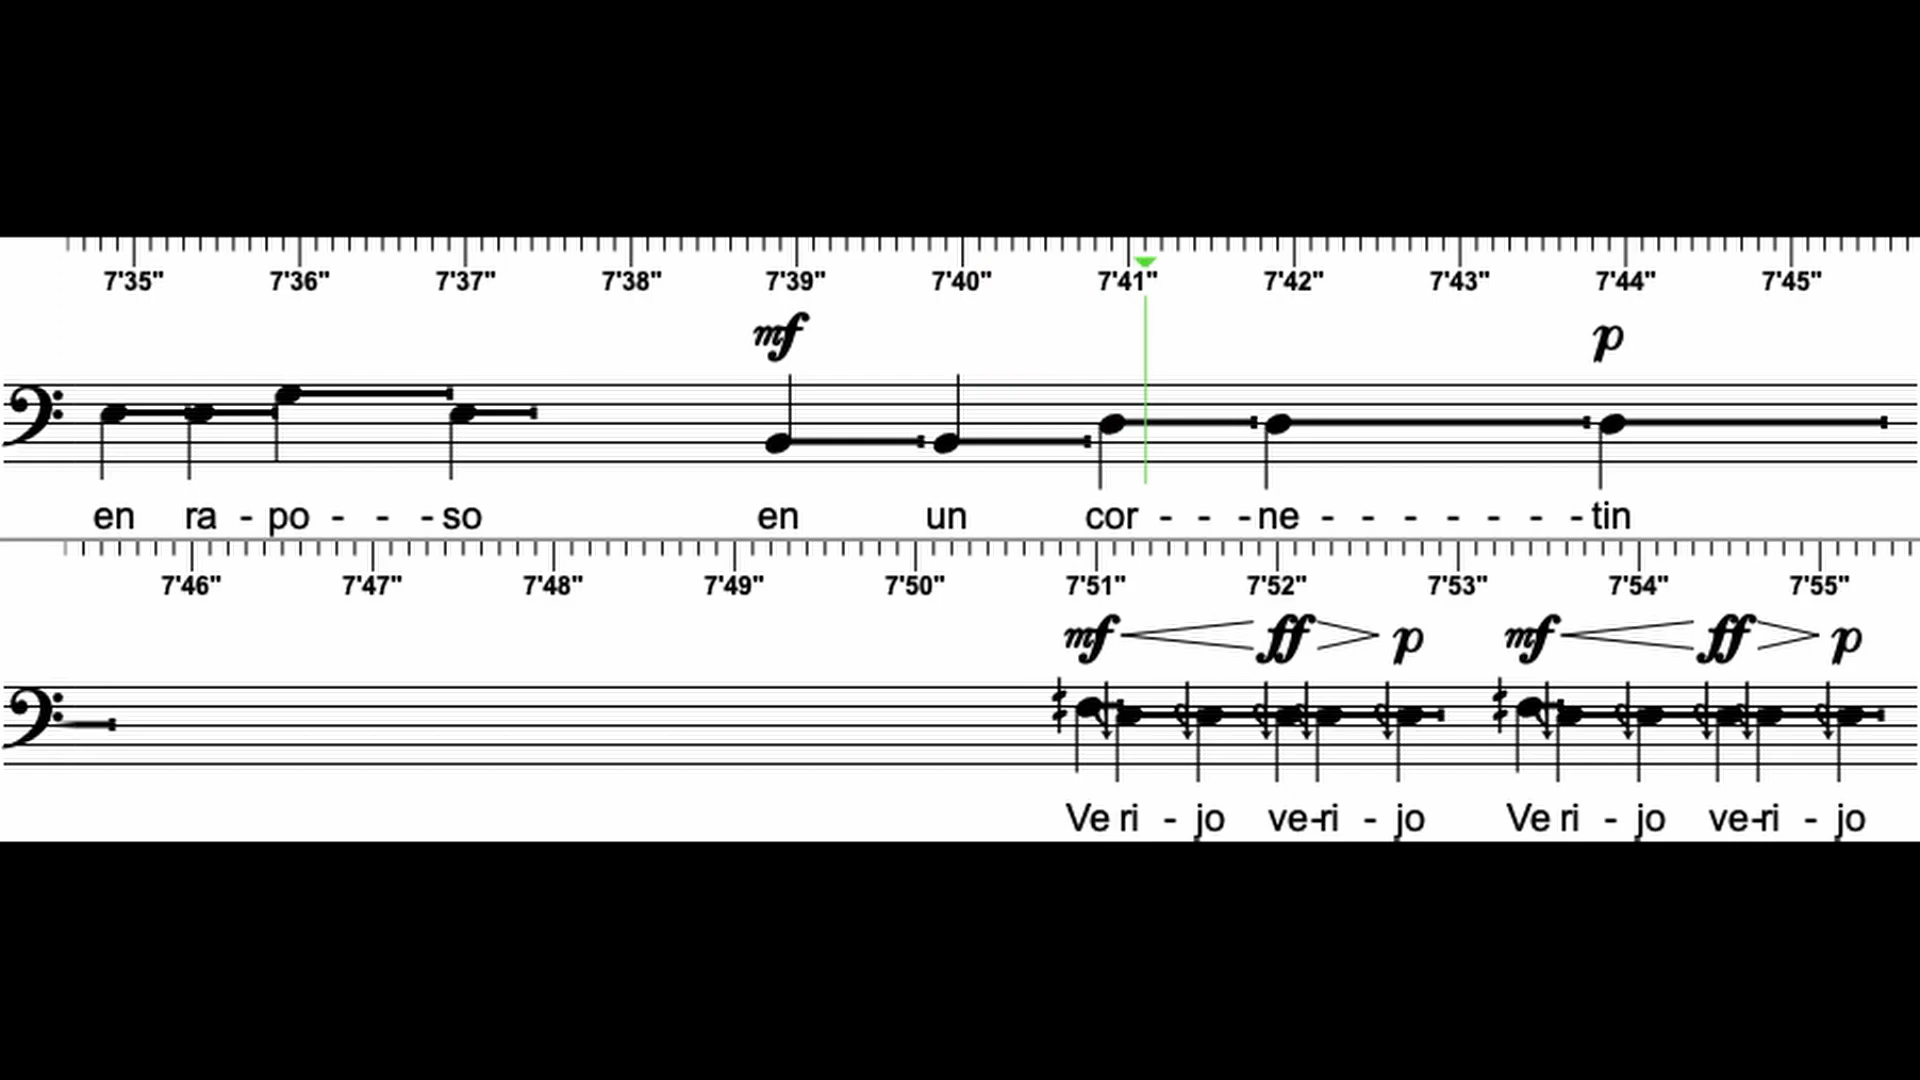 7'35" 7'36" 7'37" 7'38" 7'39" 7'40" 7'41" 7'42" 7'43" 7'44" 7'45"
mf p
en ra - po - - - so en un cor - - - ne - - - - - - - tin
7'46" 7'47" 7'48" 7'49" 7'50" 7'51" 7'52" 7'53" 7'54" 7'55"
mf ff p mf ff p
Ve ri - jo ve-ri - jo Ve ri - jo ve-ri - jo